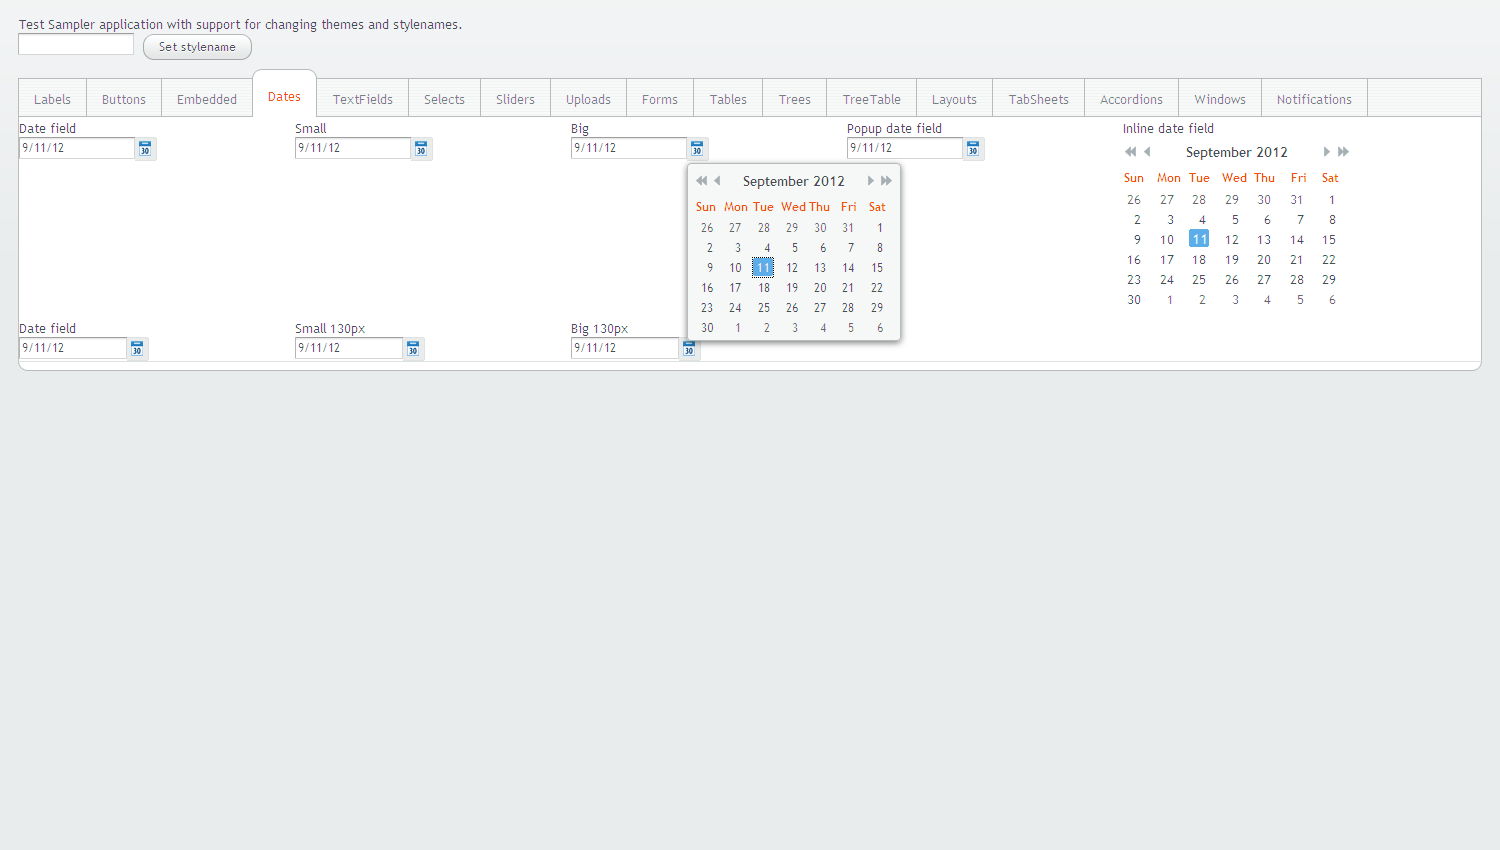 Test Sampler application with support for changing themes and stylenames.
Set stylename
Labels Buttons Embedded Dates TextFields Selects Sliders Uploads Forms Tables Trees TreeTable Layouts TabSheets Accordions Windows Notifications
Date field Small Big Popup date field Inline date field
9/11/12 30 9/11/12 30 9/11/12 30 9/11/12 30
September 2012
Sun Mon Tue Wed Thu Fri Sat
26 27 28 29 30 31 1
2 3 4 5 6 7 8
9 10 11 12 13 14 15
16 17 18 19 20 21 22
23 24 25 26 27 28 29
30 1 2 3 4 5 6
September 2012
Sun Mon Tue Wed Thu Fri Sat
26 27 28 29 30 31 1
2 3 4 5 6 7 8
9 10 11 12 13 14 15
16 17 18 19 20 21 22
23 24 25 26 27 28 29
30 1 2 3 4 5 6
Date field Small 130px Big 130px
9/11/12 30 9/11/12 30 9/11/12 30